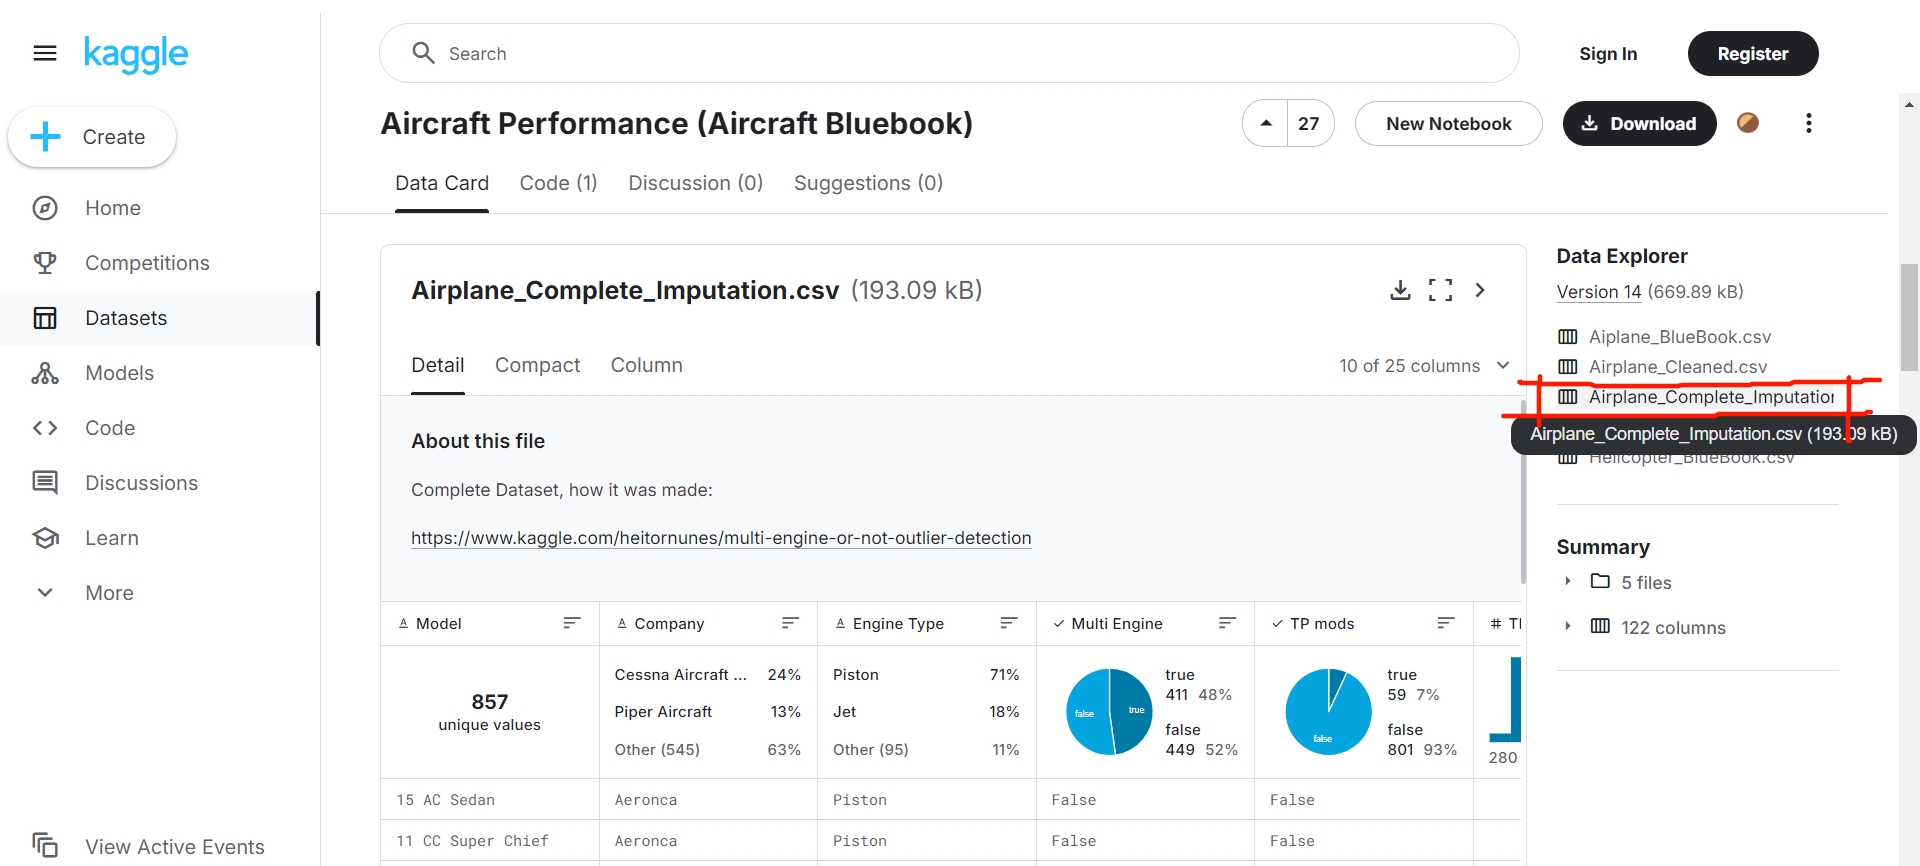 kaggle
Search
Sign In
Register
Create
Home
Competitions
Datasets
Models
Code
Discussions
Learn
More
View Active Events
Aircraft Performance (Aircraft Bluebook)
27
New Notebook
Download
Data Card
Code (1)
Discussion (0)
Suggestions (0)
Airplane_Complete_Imputation.csv (193.09 kB)
Detail
Compact
Column
10 of 25 columns
About this file
Complete Dataset, how it was made:
https://www.kaggle.com/heitornunes/multi-engine-or-not-outlier-detection
Model
Company
Engine Type
Multi Engine
TP mods
# TH
857
unique values
Cessna Aircraft ... 24%
Piper Aircraft 13%
Other (545) 63%
Piston 71%
Jet 18%
Other (95) 11%
false
true
true
411 48%
false
449 52%
false
true
59 7%
false
801 93%
280
15 AC Sedan Aeronca Piston False False
11 CC Super Chief Aeronca Piston False False
Data Explorer
Version 14 (669.89 kB)
Aiplane_BlueBook.csv
Airplane_Cleaned.csv
Airplane_Complete_Imputation
Airplane_Complete_Imputation.csv (193.09 kB)
Helicopter_BlueBook.csv
Summary
5 files
122 columns